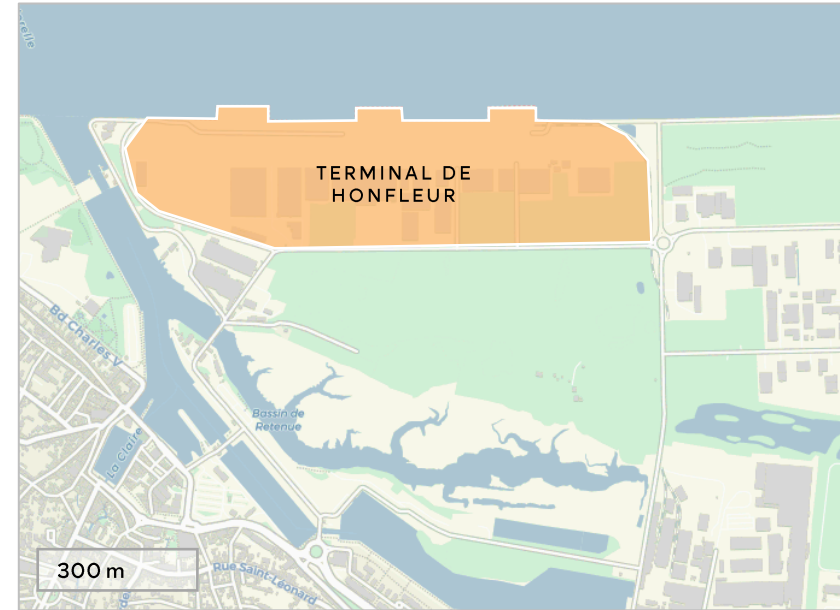 TERMINAL DE
HONFLEUR
Bd Charles V
Bassin de
Retenue
La Claire
300 m
Rue Saint-Léonard